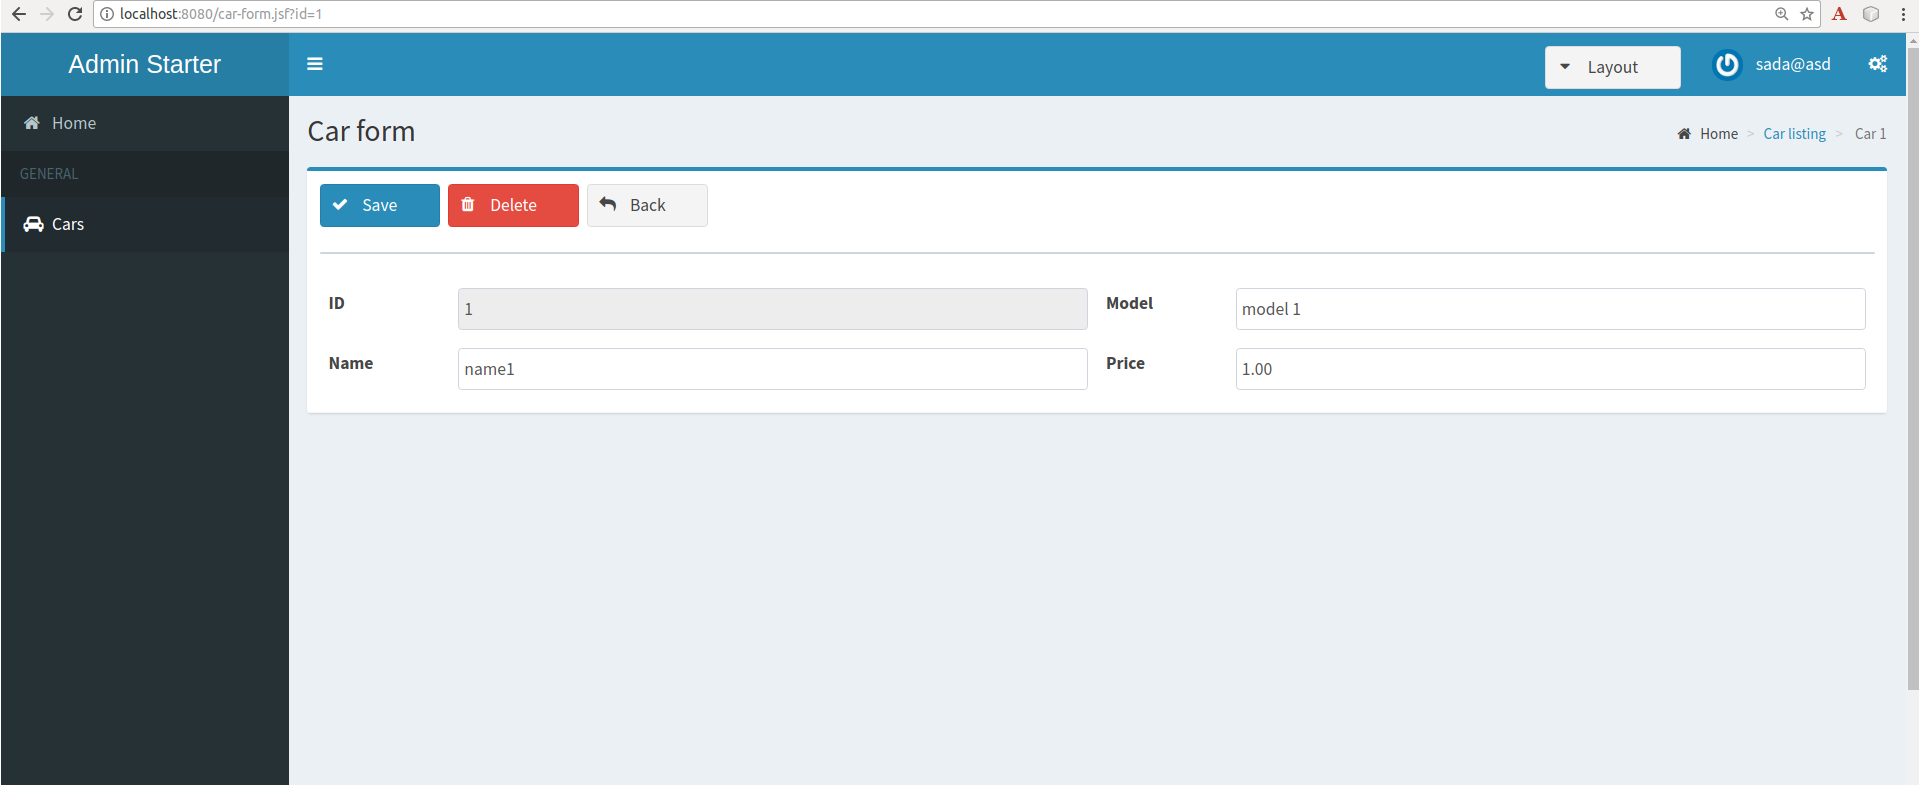 localhost:8080/car-form.jsf?id=1
A
Admin Starter
Layout
sada@asd
Home
GENERAL
Cars
Car form
Home > Car listing > Car 1
Save Delete Back
ID 1 Model model 1
Name name1 Price 1.00